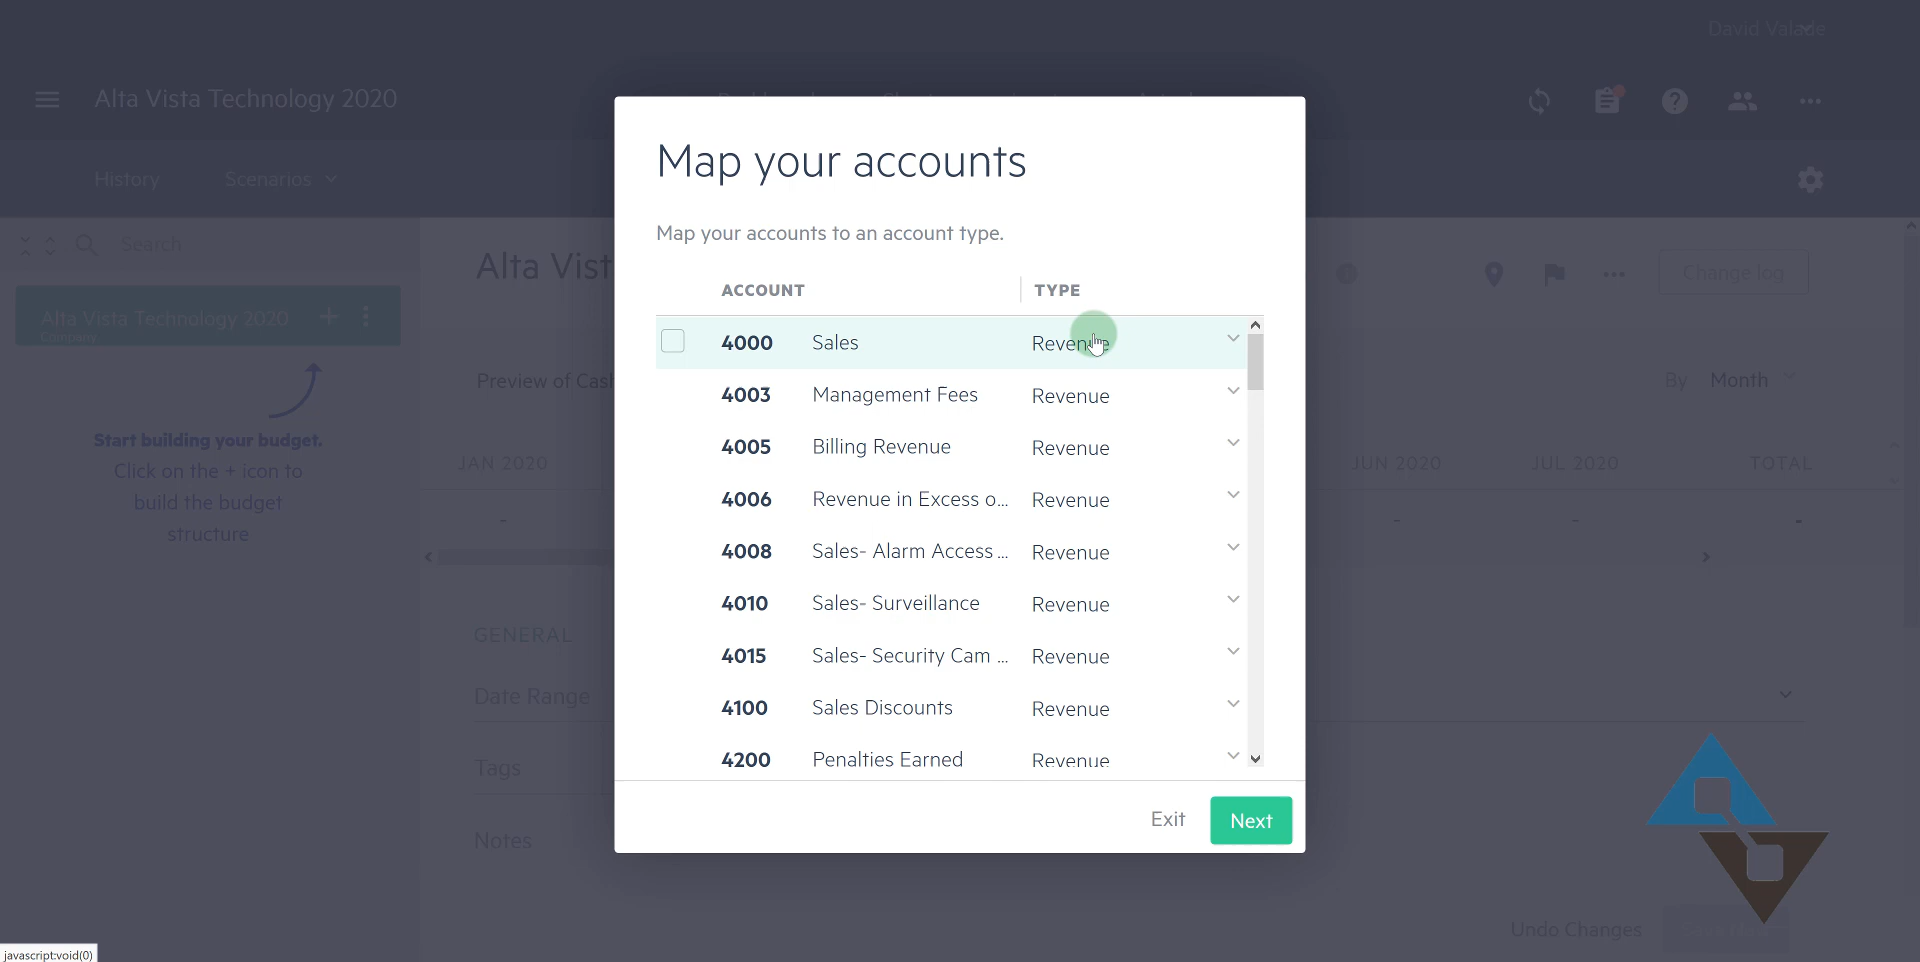 David Valade
Alta Vista Technology 2020
History
Scenarios
Search
Alta Vista Technology 2020
Company
Start building your budget.
Click on the + icon to
build the budget
structure
Alta Vist
Change log
Preview of Cas
By Month
JAN 2020
JUN 2020
JUL 2020
TOTAL
-
-
-
-
GENERAL
Date Range
Tags
Notes
Undo Changes
Map your accounts
Map your accounts to an account type.
ACCOUNT TYPE
4000 Sales Revenue
4003 Management Fees Revenue
4005 Billing Revenue Revenue
4006 Revenue in Excess o... Revenue
4008 Sales- Alarm Access ... Revenue
4010 Sales- Surveillance Revenue
4015 Sales- Security Cam ... Revenue
4100 Sales Discounts Revenue
4200 Penalties Earned Revenue
Exit
Next
javascript:void(0)